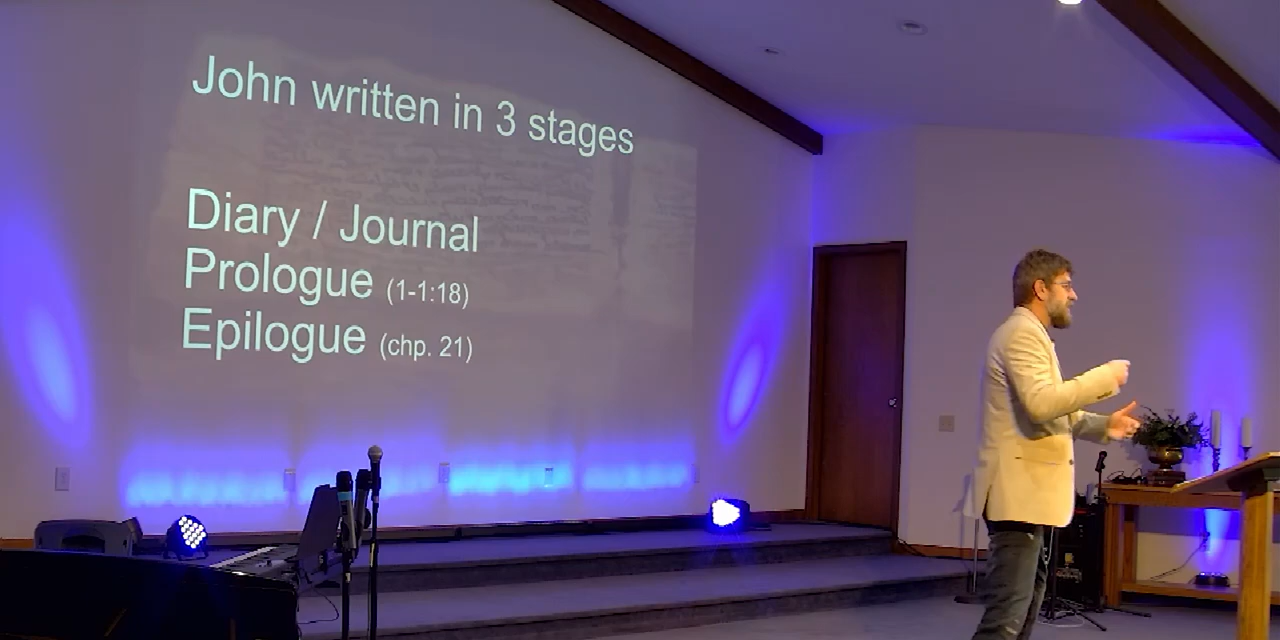 John written in 3 stages
Diary / Journal
Prologue (1-1:18)
Epilogue (chp. 21)